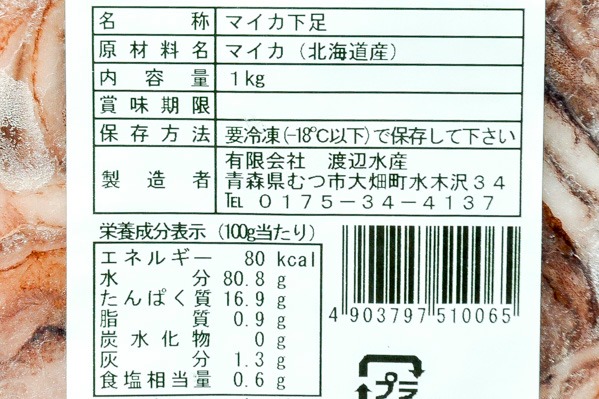 名称 マイカ下足
原材料名 マイカ（北海道産）
内容量 1kg
賞味期限
保存方法 要冷凍(-18℃以下)で保存して下さい
製造者 有限会社 渡辺水産
青森県むつ市大畑町水木沢34
℡ 0175-34-4137
栄養成分表示（100g当たり）
エネルギー 80 kcal
水分 80.8 g
たんぱく質 16.9 g
脂質 0.9 g
炭水化物 0 g
灰分 1.3 g
食塩相当量 0.6 g
4 903797 510065
プラ